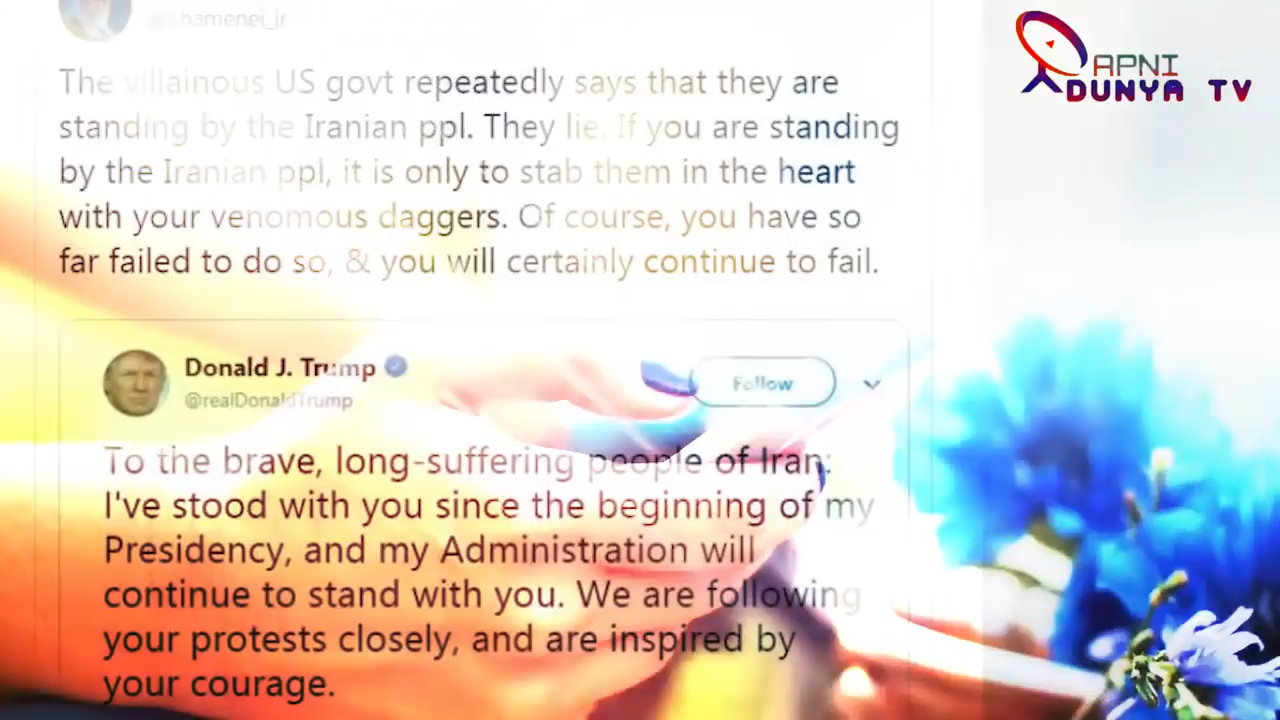 @khamenei_ir
APNI
DUNYA TV
The villainous US govt repeatedly says that they are
standing by the Iranian ppl. They lie. If you are standing
by the Iranian ppl, it is only to stab them in the heart
with your venomous daggers. Of course, you have so
far failed to do so, & you will certainly continue to fail.
Donald J. Trump
Follow
@realDonaldTrump
To the brave, long-suffering people of Iran:
I've stood with you since the beginning of my
Presidency, and my Administration will
continue to stand with you. We are following
your protests closely, and are inspired by
your courage.